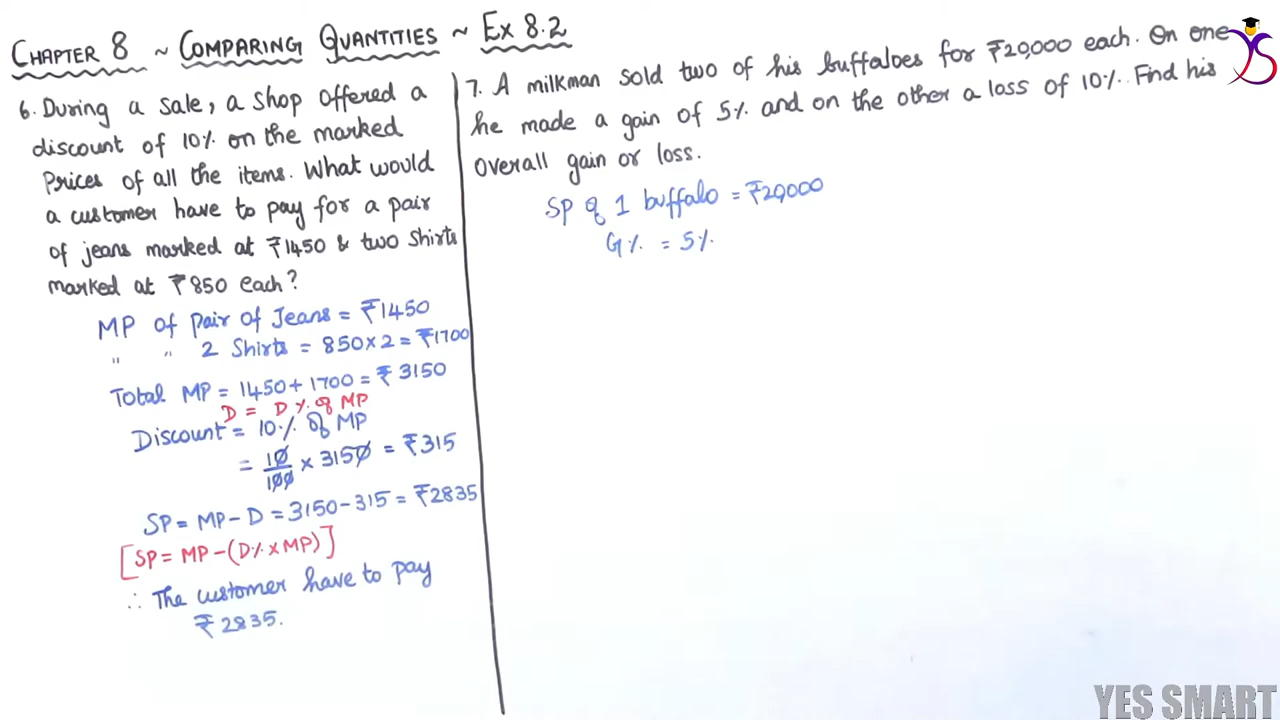 CHAPTER 8 ~ COMPARING QUANTITIES ~ Ex 8.2
6. During a sale, a shop offered a
discount of 10% on the marked
Prices of all the items. What would
a customer have to pay for a pair
of jeans marked at ₹1450 & two Shirts
marked at ₹850 each?
MP of pair of Jeans = ₹1450
" " 2 Shirts = 850×2 = ₹1700
Total MP = 1450+1700 = ₹3150
D = D% of MP
Discount = 10% of MP
= 10/100 × 3150 = ₹315
SP = MP - D = 3150-315 = ₹2835
[SP = MP - (D% × MP)]
∴ The customer have to pay
₹2835.
7. A milkman sold two of his buffaloes for ₹20,000 each. On one
he made a gain of 5% and on the other a loss of 10%. Find his
overall gain or loss.
SP of 1 buffalo = ₹20,000
G% = 5%
YES SMART